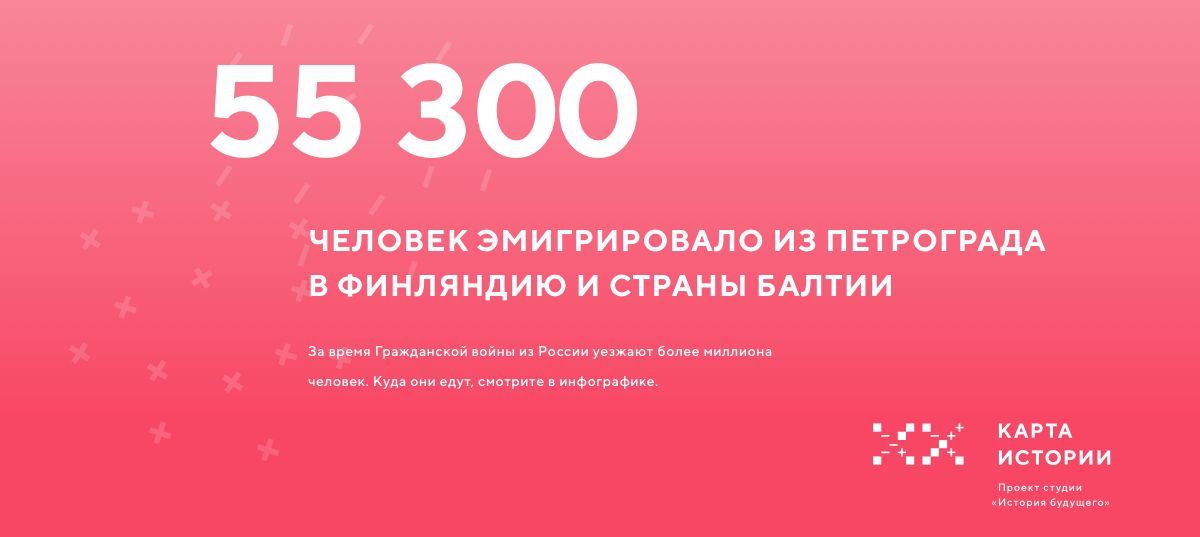 55 300
ЧЕЛОВЕК ЭМИГРИРОВАЛО ИЗ ПЕТРОГРАДА
В ФИНЛЯНДИЮ И СТРАНЫ БАЛТИИ
За время Гражданской войны из России уезжают более миллиона
человек. Куда они едут, смотрите в инфографике.
КАРТА
ИСТОРИИ
Проект студии
«История будущего»